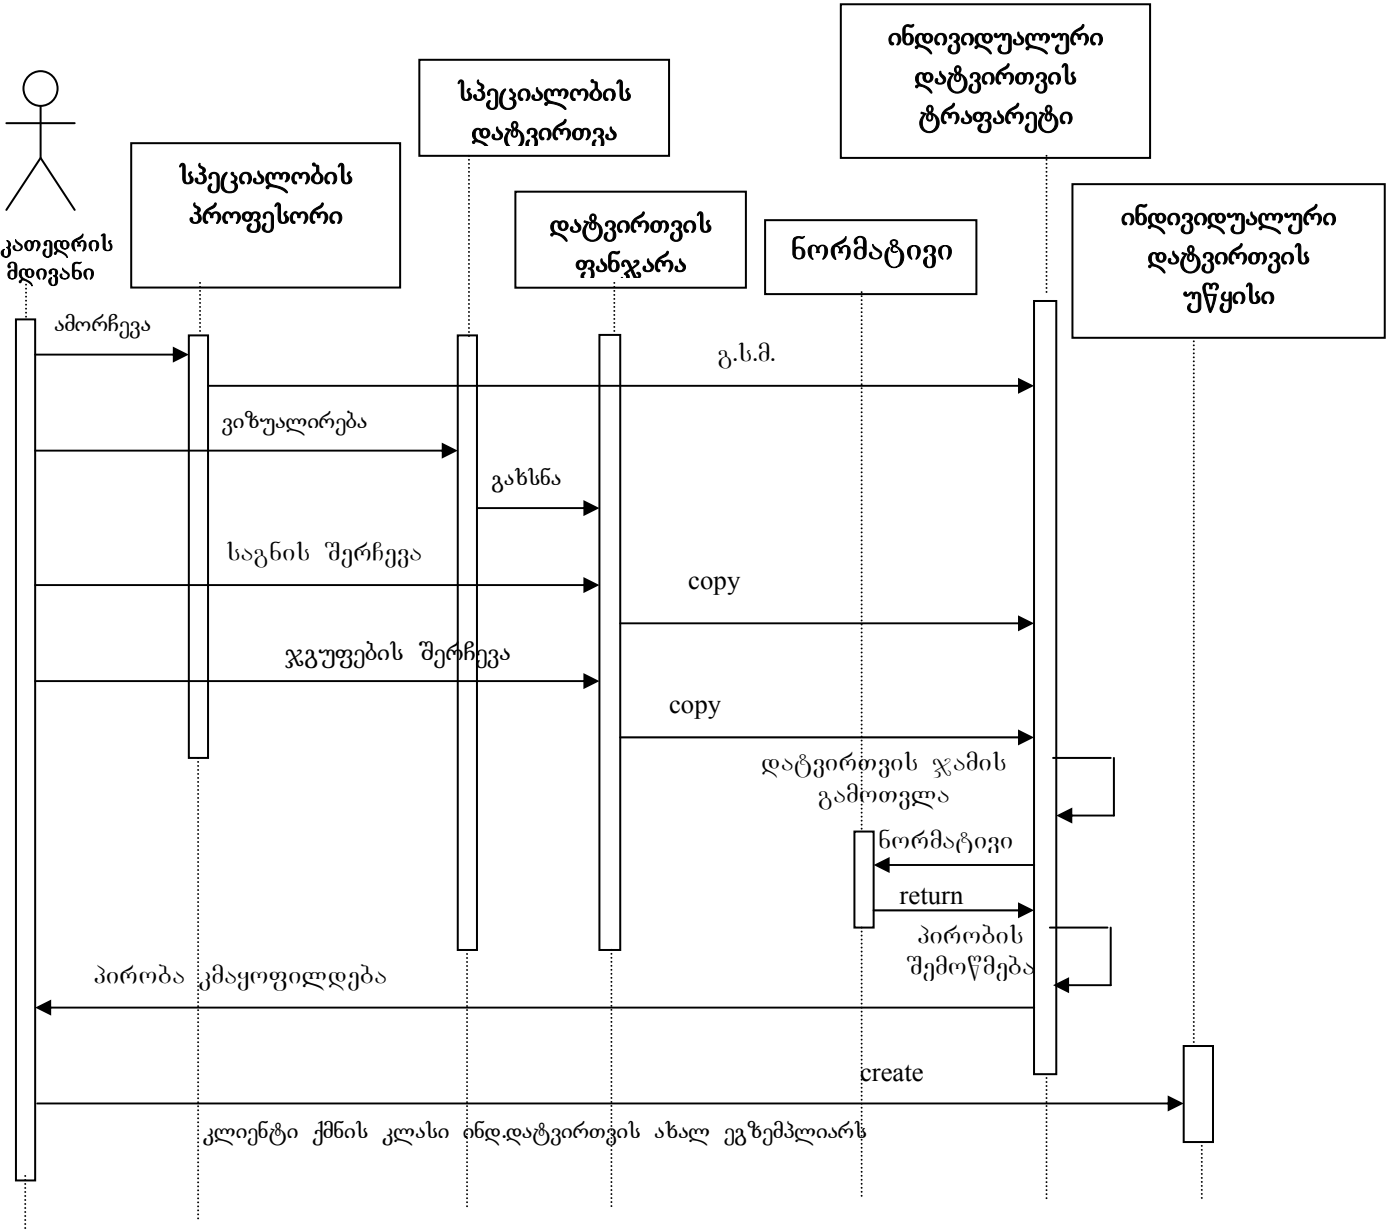 ინდივიდუალური
დატვირთვის
ტრაფარეტი
სპეციალობის
დატვირთვა
სპეციალობის
პროფესორი
ინდივიდუალური
დატვირთვის
უწყისი
დატვირთვის
ფანჯარა
ნორმატივი
კათედრის
მდივანი
ამორჩევა
გ.ს.მ.
ვიზუალირება
გახსნა
საგნის შერჩევა
copy
ჯგუფების შერჩევა
copy
დატვირთვის ჯამის
გამოთვლა
ნორმატივი
return
პირობის
შემოწმება
პირობა კმაყოფილდება
create
კლიენტი ქმნის კლასი ინდ.დატვირთვის ახალ ეგზემპლიარს